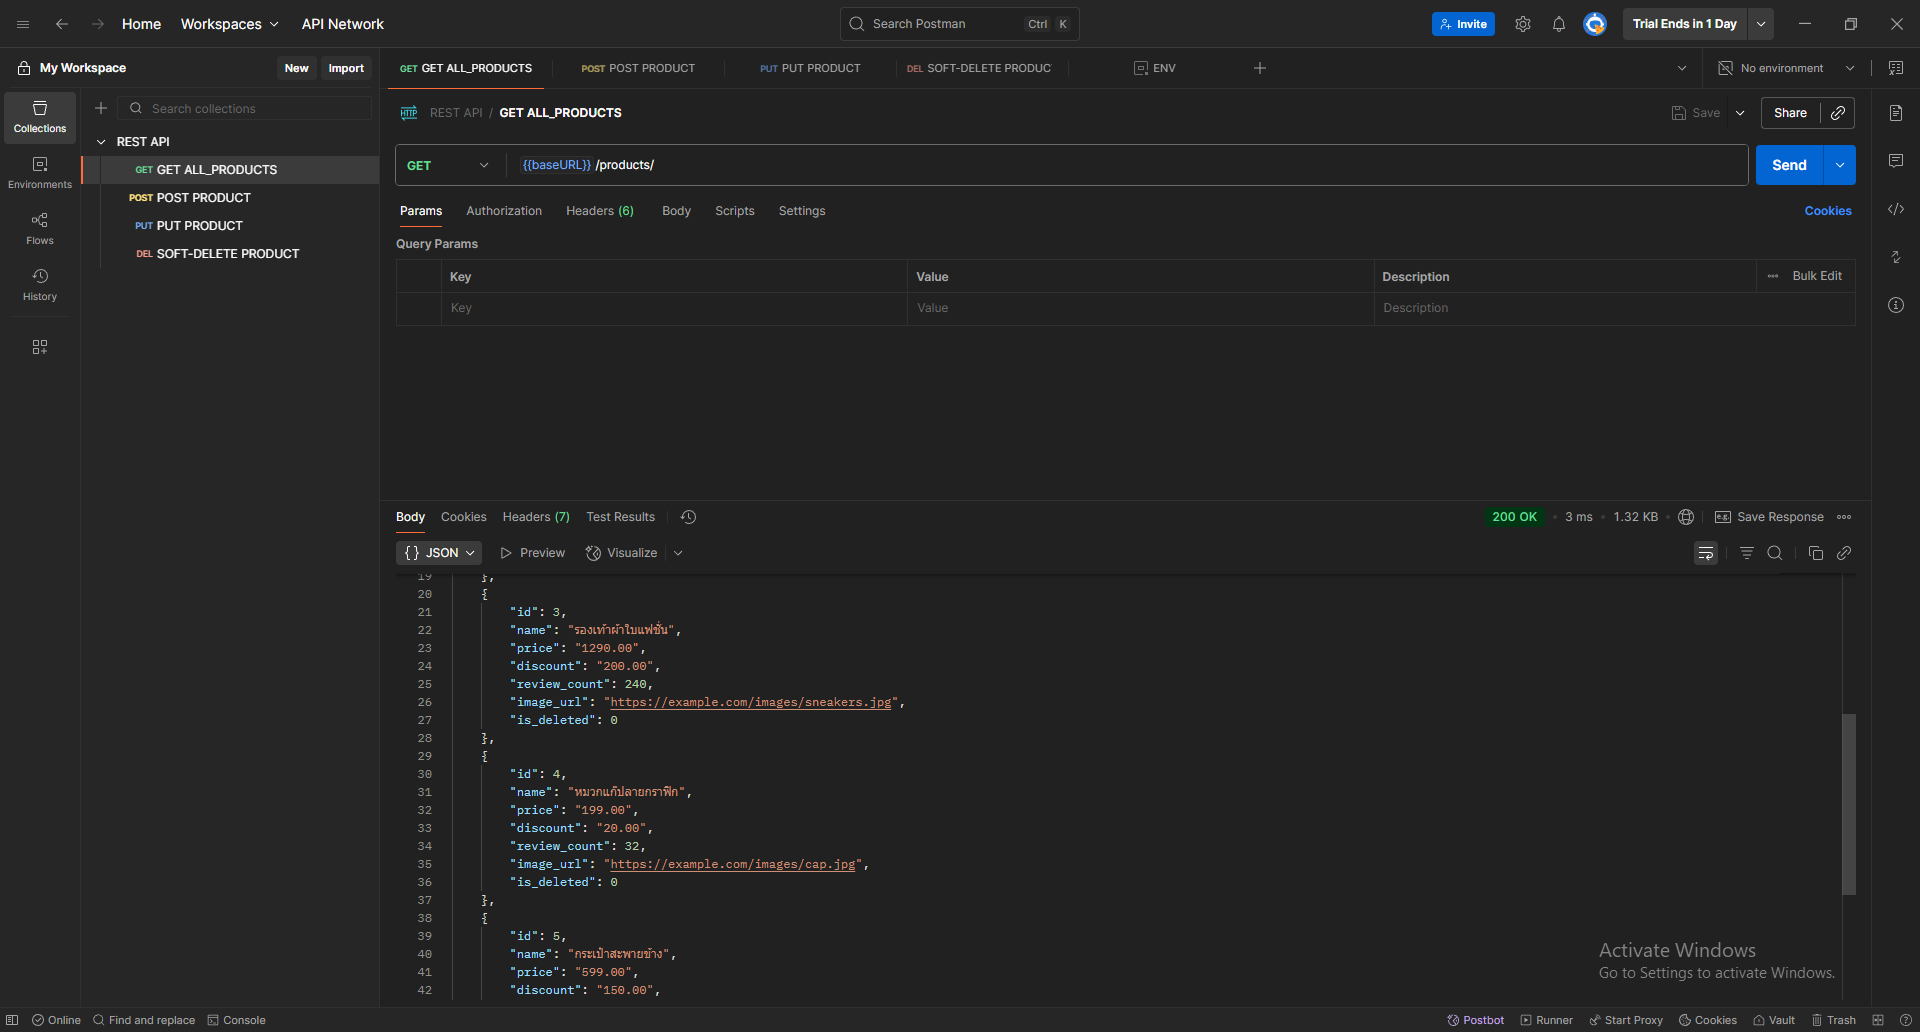 Home Workspaces API Network Search Postman Ctrl K Invite Trial Ends in 1 Day
My Workspace New Import
GET GET ALL_PRODUCTS POST POST PRODUCT PUT PUT PRODUCT DEL SOFT-DELETE PRODUC ENV No environment
Collections
Environments
Flows
History
Search collections
REST API
GET GET ALL_PRODUCTS
POST POST PRODUCT
PUT PUT PRODUCT
DEL SOFT-DELETE PRODUCT
HTTP REST API / GET ALL_PRODUCTS Save Share
GET {{baseURL}} /products/ Send
Params Authorization Headers (6) Body Scripts Settings Cookies
Query Params
Key Value Description Bulk Edit
Key Value Description
Body Cookies Headers (7) Test Results 200 OK 3 ms 1.32 KB e.g. Save Response
{} JSON Preview Visualize
19 },
20 {
21 "id": 3,
22 "name": "รองเท้าผ้าใบแฟชั่น",
23 "price": "1290.00",
24 "discount": "200.00",
25 "review_count": 240,
26 "image_url": "https://example.com/images/sneakers.jpg",
27 "is_deleted": 0
28 },
29 {
30 "id": 4,
31 "name": "หมวกแก๊ปลายกราฟิก",
32 "price": "199.00",
33 "discount": "20.00",
34 "review_count": 32,
35 "image_url": "https://example.com/images/cap.jpg",
36 "is_deleted": 0
37 },
38 {
39 "id": 5,
40 "name": "กระเป๋าสะพายข้าง",
41 "price": "599.00",
42 "discount": "150.00",
Activate Windows
Go to Settings to activate Windows.
Online Find and replace Console Postbot Runner Start Proxy Cookies Vault Trash